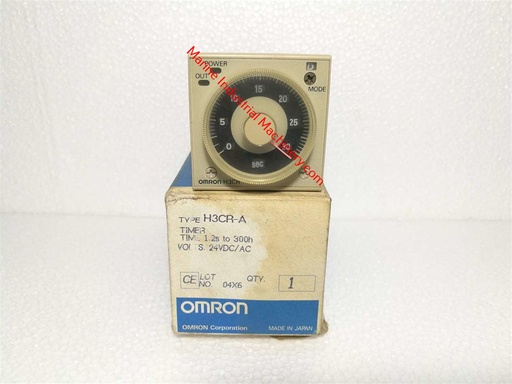 POWER
OUT
MODE
0 5 10 15 20 25 30
sec
OMRON H3CR
Marine Industrial Machinery.com
TYPE H3CR-A
TIMER
TIME 1.2s to 300h
VOLTS. 24VDC/AC
CE LOT NO. 04X6 QTY. 1
OMRON
OMRON Corporation MADE IN JAPAN